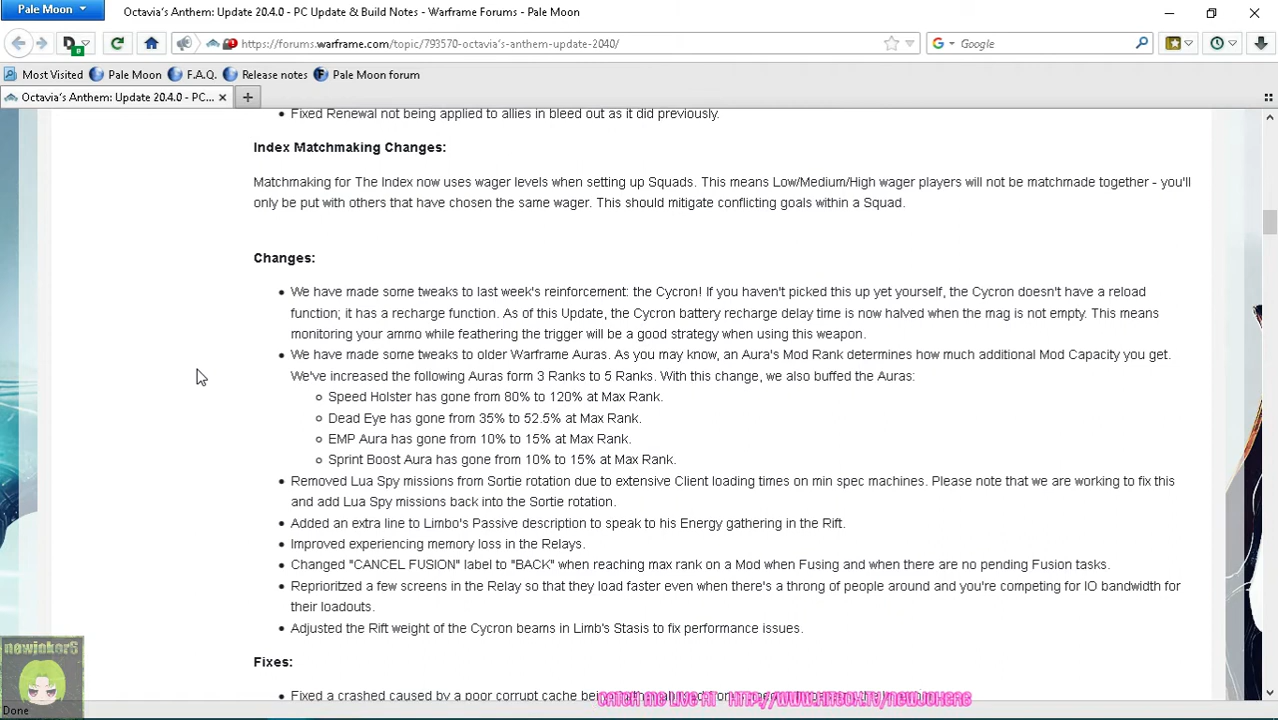 Pale Moon
Octavia's Anthem: Update 20.4.0 - PC Update & Build Notes - Warframe Forums - Pale Moon
https://forums.warframe.com/topic/793570-octavia's-anthem-update-2040/
Google
Most Visited Pale Moon F.A.Q. Release notes Pale Moon forum
Octavia's Anthem: Update 20.4.0 - PC...
Fixed Renewal not being applied to allies in bleed out as it did previously.
Index Matchmaking Changes:
Matchmaking for The Index now uses wager levels when setting up Squads. This means Low/Medium/High wager players will not be matchmade together - you'll
only be put with others that have chosen the same wager. This should mitigate conflicting goals within a Squad.
Changes:
We have made some tweaks to last week's reinforcement: the Cycron! If you haven't picked this up yet yourself, the Cycron doesn't have a reload
function; it has a recharge function. As of this Update, the Cycron battery recharge delay time is now halved when the mag is not empty. This means
monitoring your ammo while feathering the trigger will be a good strategy when using this weapon.
We have made some tweaks to older Warframe Auras. As you may know, an Aura's Mod Rank determines how much additional Mod Capacity you get.
We've increased the following Auras form 3 Ranks to 5 Ranks. With this change, we also buffed the Auras:
Speed Holster has gone from 80% to 120% at Max Rank.
Dead Eye has gone from 35% to 52.5% at Max Rank.
EMP Aura has gone from 10% to 15% at Max Rank.
Sprint Boost Aura has gone from 10% to 15% at Max Rank.
Removed Lua Spy missions from Sortie rotation due to extensive Client loading times on min spec machines. Please note that we are working to fix this
and add Lua Spy missions back into the Sortie rotation.
Added an extra line to Limbo's Passive description to speak to his Energy gathering in the Rift.
Improved experiencing memory loss in the Relays.
Changed "CANCEL FUSION" label to "BACK" when reaching max rank on a Mod when Fusing and when there are no pending Fusion tasks.
Reprioritzed a few screens in the Relay so that they load faster even when there's a throng of people around and you're competing for IO bandwidth for
their loadouts.
Adjusted the Rift weight of the Cycron beams in Limb's Stasis to fix performance issues.
newjoker5
Fixes:
Fixed a crashed caused by a poor corrupt cache
CATCH ME LIVE AT
Done